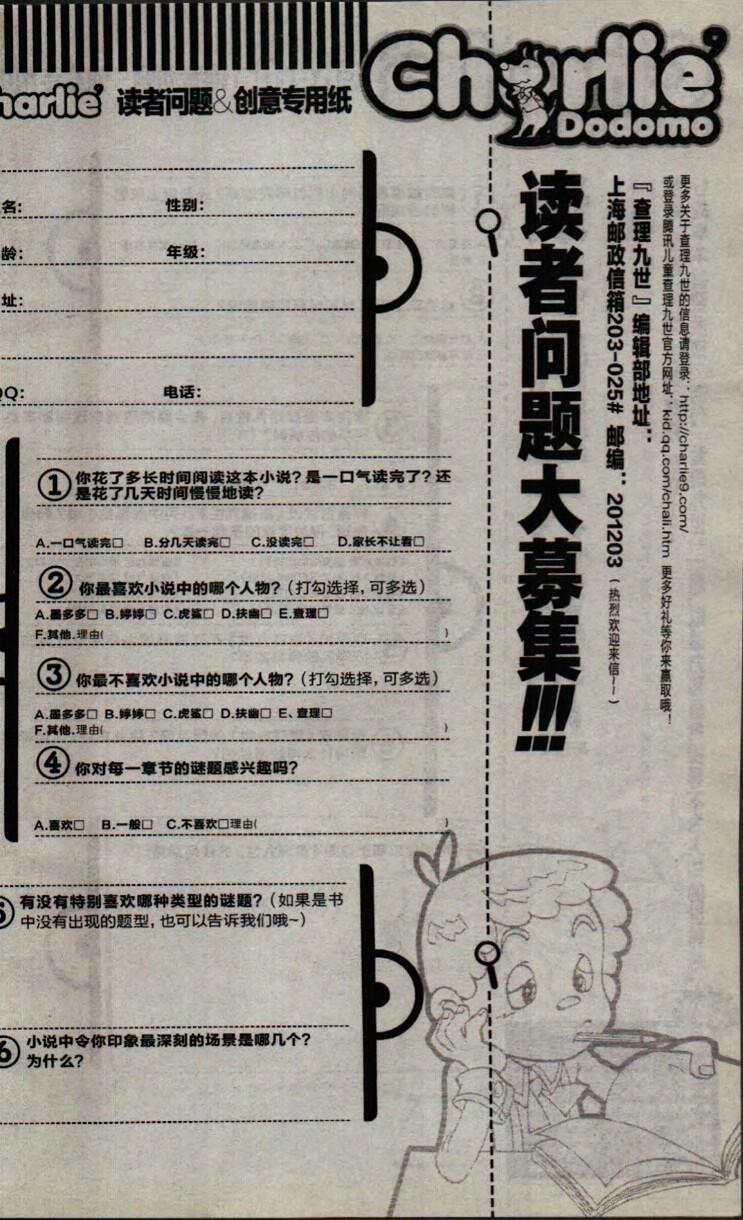 Charlie9
Dodomo
harlie9 读者问题&创意专用纸
名: 性别:
龄: 年级:
址:
QQ: 电话:
①你花了多长时间阅读这本小说?是一口气读完了?还
是花了几天时间慢慢地读?
A.一口气读完□ B.分几天读完□ C.没读完□ D.家长不让看□
②你最喜欢小说中的哪个人物?(打勾选择,可多选)
A.墨多多□ B.婷婷□ C.虎鲨□ D.扶幽□ E.查理□
F.其他.理由( )
③你最不喜欢小说中的哪个人物?(打勾选择,可多选)
A.墨多多□ B.婷婷□ C.虎鲨□ D.扶幽□ E、查理□
F.其他.理由( )
④你对每一章节的谜题感兴趣吗?
A.喜欢□ B.一般□ C.不喜欢□理由( )
⑤有没有特别喜欢哪种类型的谜题?(如果是书
中没有出现的题型,也可以告诉我们哦~)
⑥小说中令你印象最深刻的场景是哪几个?
为什么?
更多关于查理九世的信息请登录:http://charlie9.com/
或登录腾讯儿童查理九世官方网址:kid.qq.com/chali.htm 更多好礼等你来赢取哦!
『查理九世』编辑部地址:
上海邮政信箱203-025# 邮编:201203(热烈欢迎来信~~)
读者问题大募集!!!